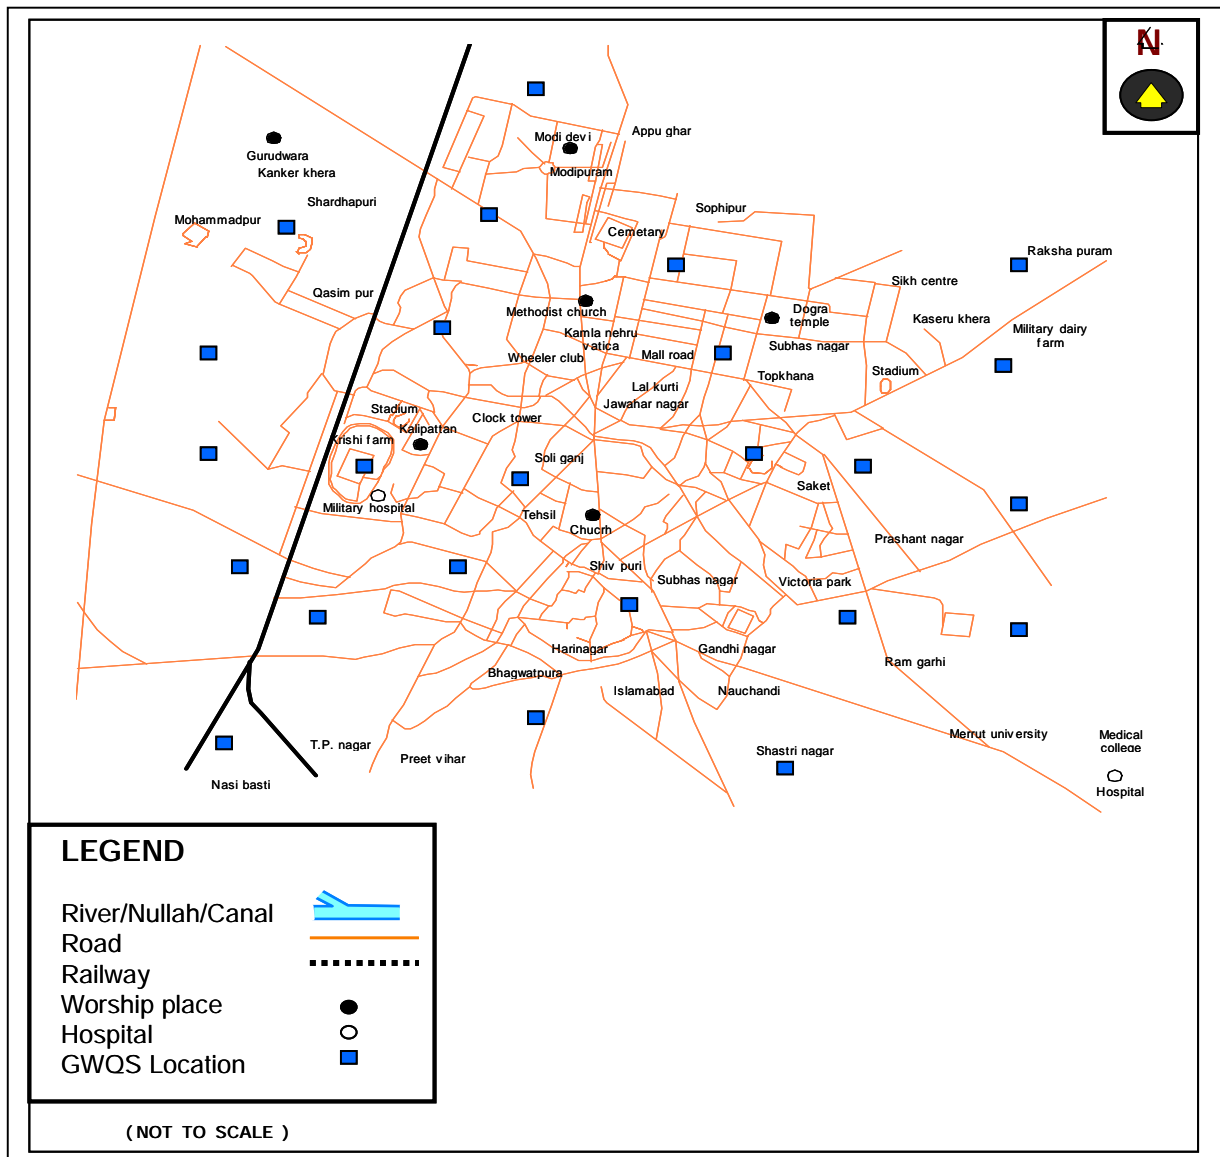 N
Appu ghar
Modi devi
Gurudwara
Kanker khera
Modipuram
Shardhapuri
Sophipur
Mohammadpur
Cemetary
Raksha puram
Sikh centre
Qasim pur
Methodist church
Dogra
temple
Kaseru khera
Military dairy
farm
Kamla nehru
vatica
Subhas nagar
Wheeler club
Mall road
Stadium
Topkhana
Lal kurti
Jawahar nagar
Stadium
Clock tower
Kalipattan
Krishi farm
Soli ganj
Saket
Military hospital
Tehsil
Chucrh
Prashant nagar
Shiv puri
Subhas nagar
Victoria park
Harinagar
Gandhi nagar
Ram garhi
Bhagwatpura
Islamabad
Nauchandi
Merrut university
Medical
college
T.P. nagar
Shastri nagar
Preet vihar
Nasi basti
Hospital
LEGEND
River/Nullah/Canal
Road
Railway
Worship place
Hospital
GWQS Location
( NOT TO SCALE )